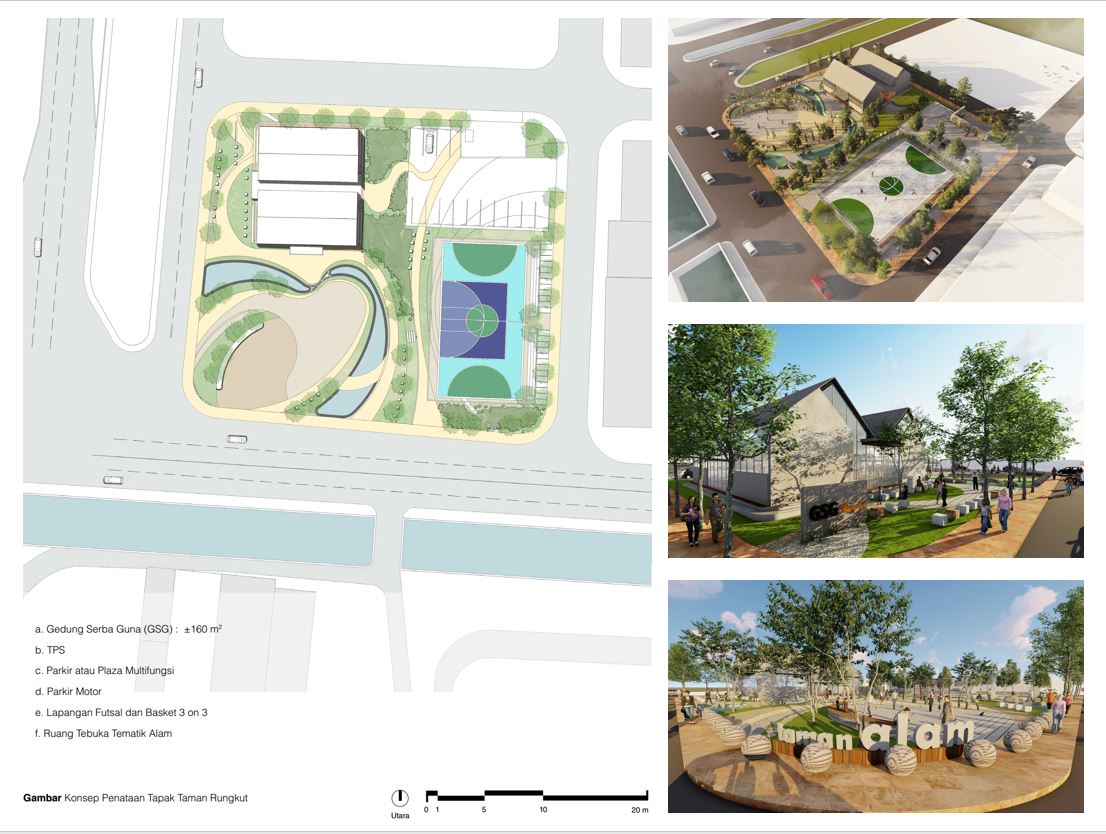 a. Gedung Serba Guna (GSG) : ±160 m²
b. TPS
c. Parkir atau Plaza Multifungsi
d. Parkir Motor
e. Lapangan Futsal dan Basket 3 on 3
f. Ruang Tebuka Tematik Alam
Gambar Konsep Penataan Tapak Taman Rungkut
Utara
0 1 5 10 20 m
GSG
taman alam